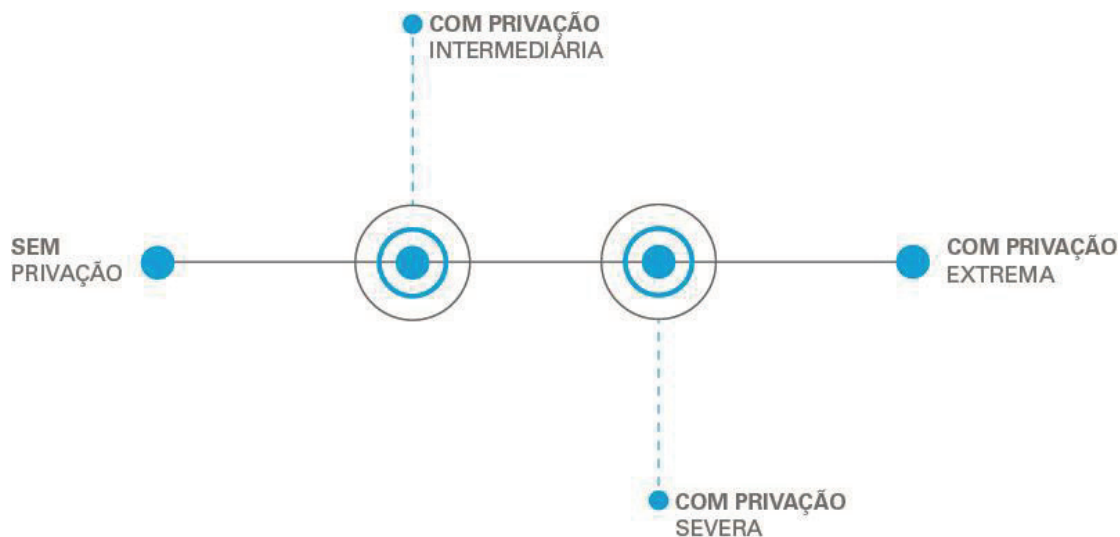 COM PRIVAÇÃO
INTERMEDIÁRIA
SEM
PRIVAÇÃO
COM PRIVAÇÃO
EXTREMA
COM PRIVAÇÃO
SEVERA